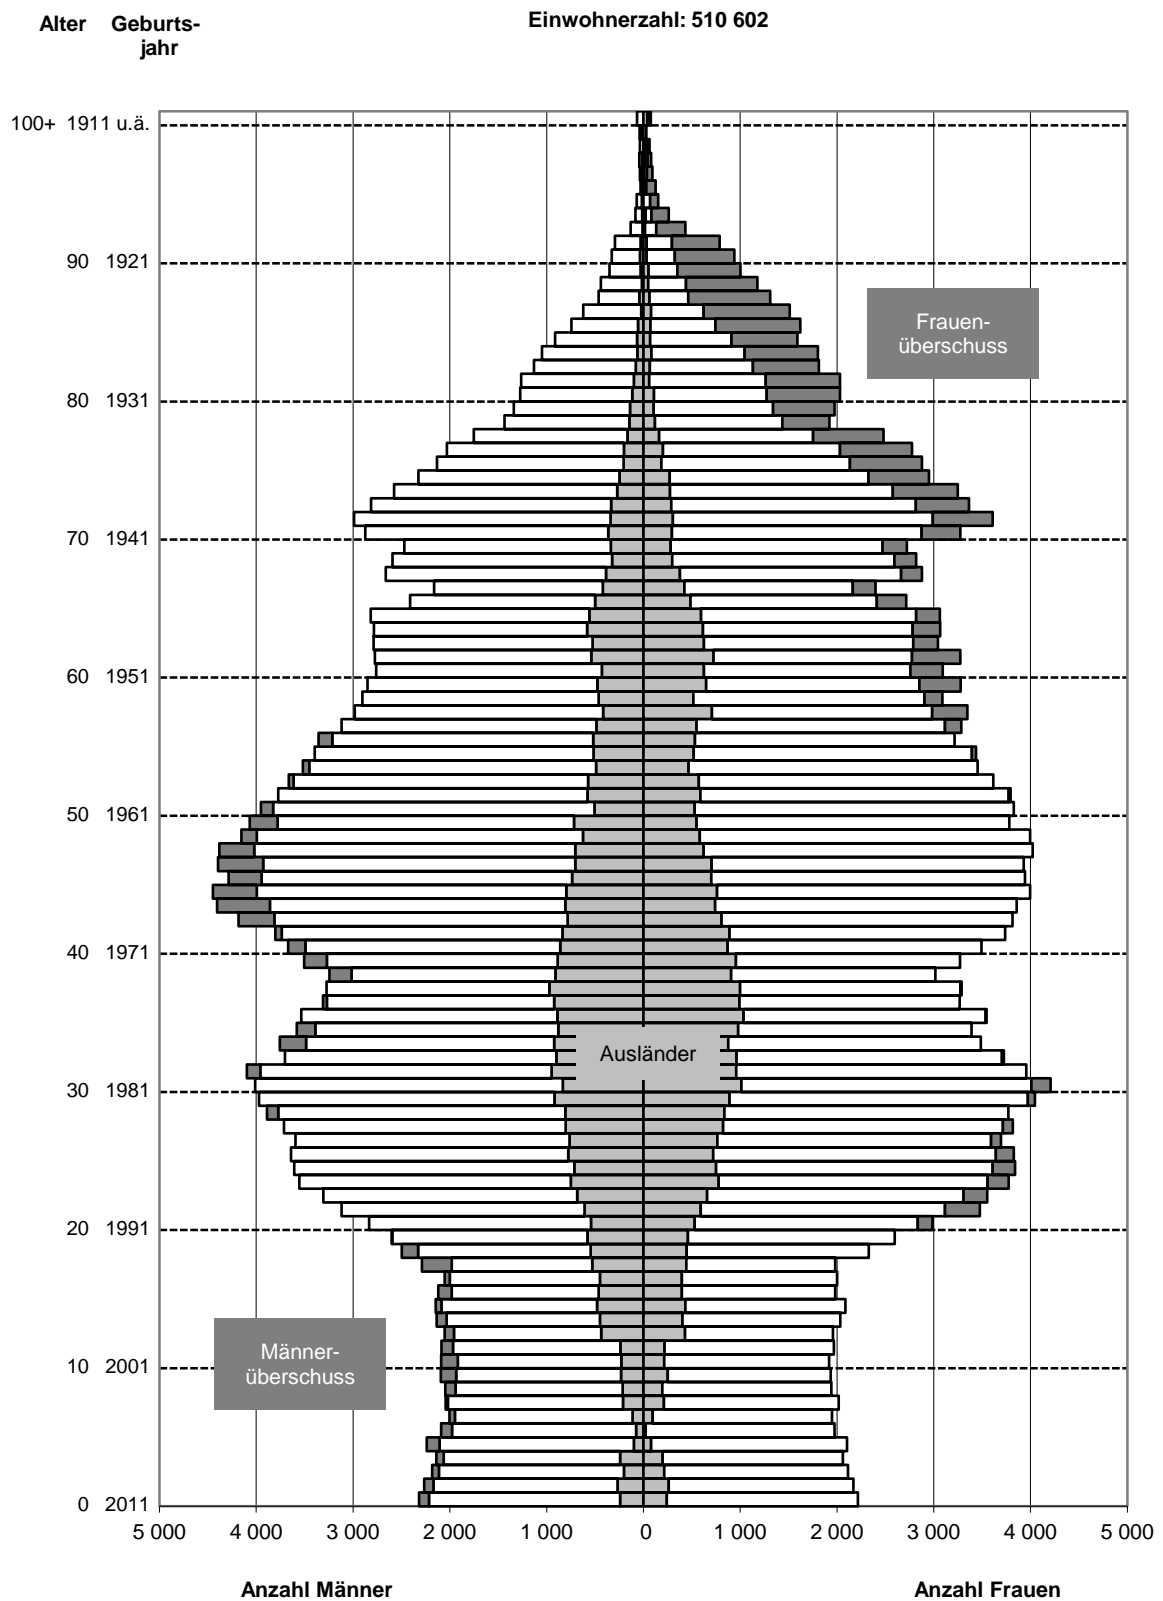 Einwohnerzahl: 510 602
Alter Geburts-
jahr
100+ 1911 u.ä.
90 1921
Frauen-
überschuss
80 1931
70 1941
60 1951
50 1961
40 1971
Ausländer
30 1981
20 1991
Männer-
überschuss
10 2001
0 2011
5 000 4 000 3 000 2 000 1 000 0 1 000 2 000 3 000 4 000 5 000
Anzahl Männer Anzahl Frauen